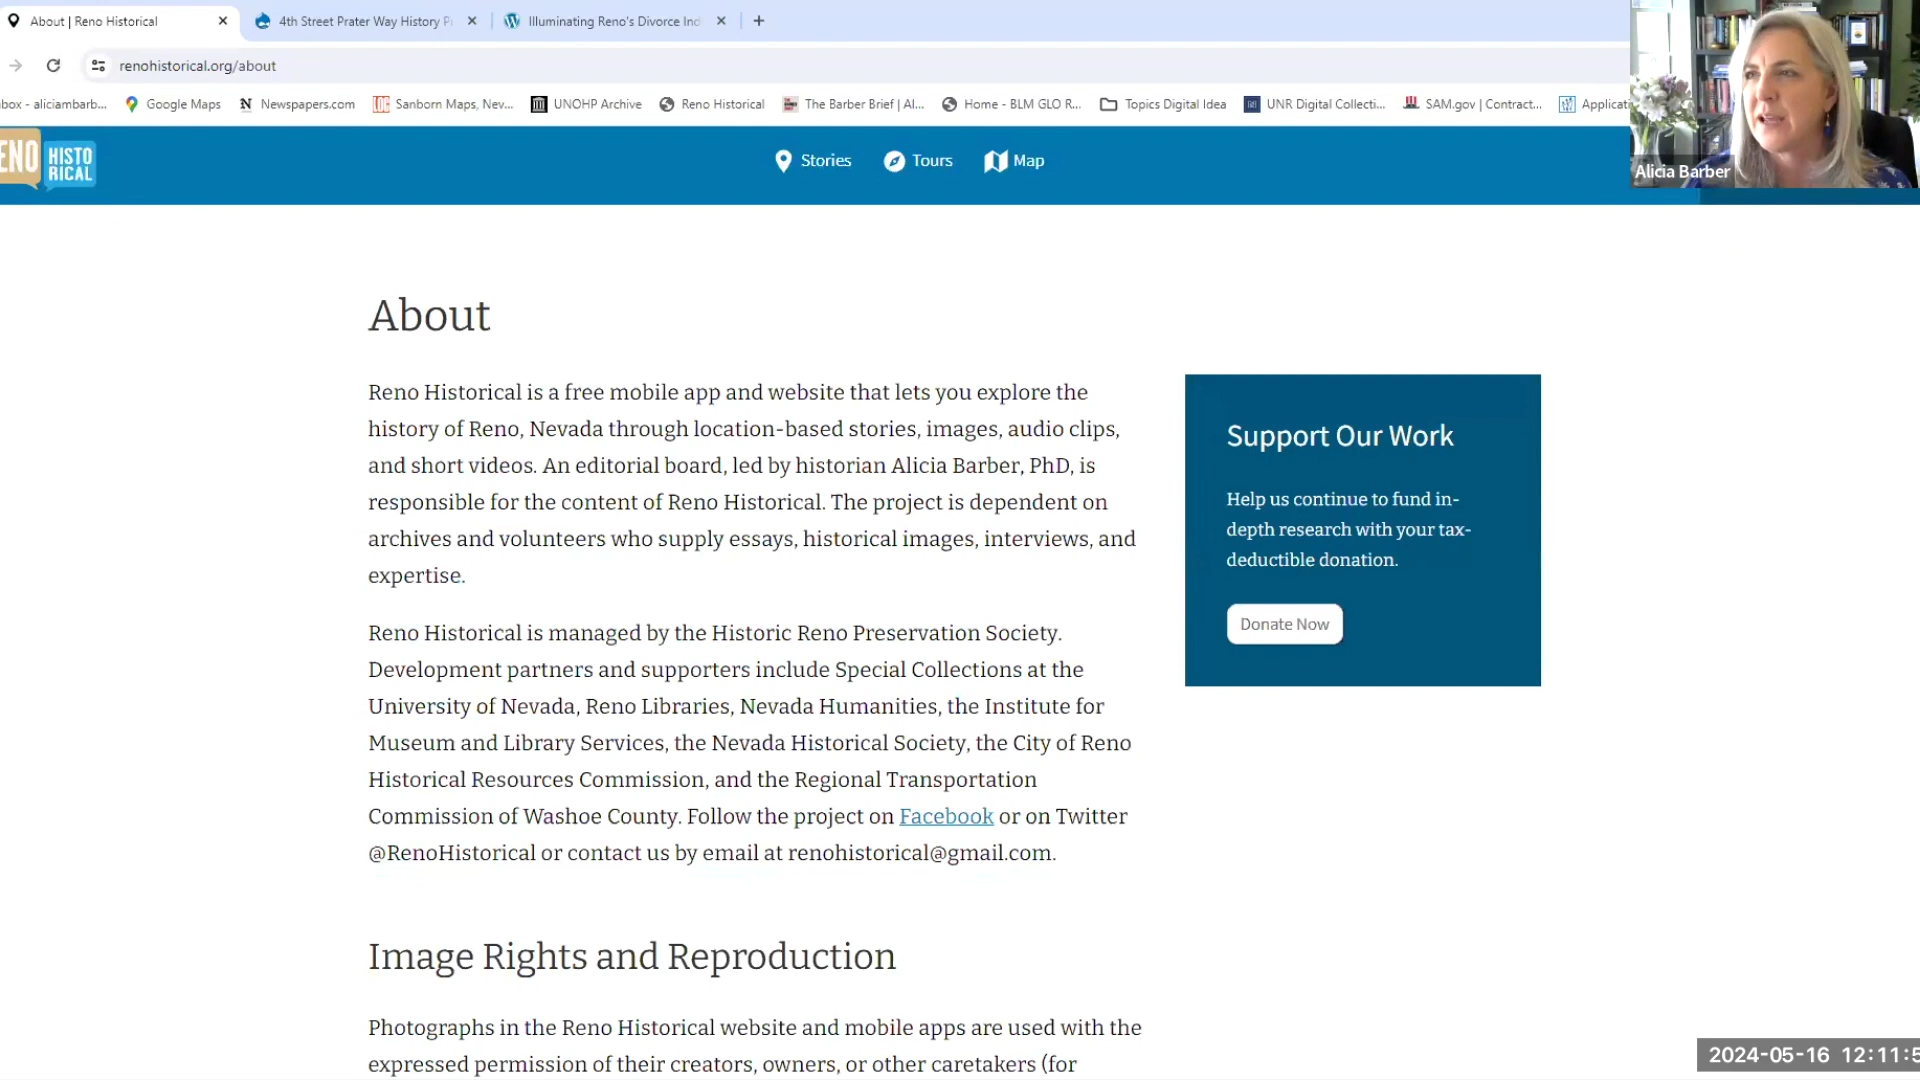 About | Reno Historical
4th Street Prater Way History P
Illuminating Reno's Divorce Ind
renohistorical.org/about
box - aliciambarb...
Google Maps
Newspapers.com
Sanborn Maps, Nev...
UNOHP Archive
Reno Historical
The Barber Brief | Al...
Home - BLM GLO R...
Topics Digital Idea
UNR Digital Collecti...
SAM.gov | Contract...
Applicati
ENO
HISTO
RICAL
Stories
Tours
Map
Alicia Barber
About
Reno Historical is a free mobile app and website that lets you explore the
history of Reno, Nevada through location-based stories, images, audio clips,
and short videos. An editorial board, led by historian Alicia Barber, PhD, is
responsible for the content of Reno Historical. The project is dependent on
archives and volunteers who supply essays, historical images, interviews, and
expertise.
Reno Historical is managed by the Historic Reno Preservation Society.
Development partners and supporters include Special Collections at the
University of Nevada, Reno Libraries, Nevada Humanities, the Institute for
Museum and Library Services, the Nevada Historical Society, the City of Reno
Historical Resources Commission, and the Regional Transportation
Commission of Washoe County. Follow the project on Facebook or on Twitter
@RenoHistorical or contact us by email at renohistorical@gmail.com.
Support Our Work
Help us continue to fund in-
depth research with your tax-
deductible donation.
Donate Now
Image Rights and Reproduction
Photographs in the Reno Historical website and mobile apps are used with the
expressed permission of their creators, owners, or other caretakers (for
2024-05-16 12:11:5